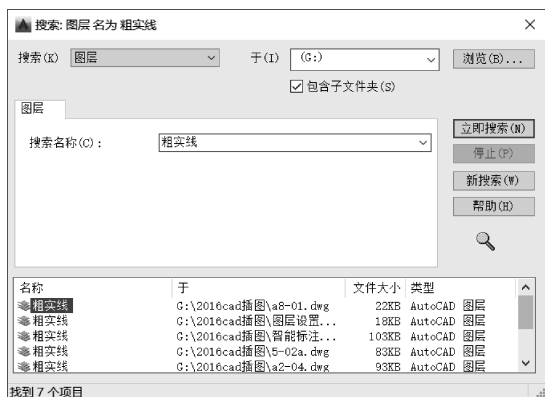 搜索: 图层 名为 粗实线
搜索(K) 图层 于(I) (G:) 浏览(B)...
包含子文件夹(S)
图层
立即搜索(N)
搜索名称(C): 粗实线
停止(P)
新搜索(W)
帮助(H)
名称 于 文件大小 类型
粗实线 G:\2016cad插图\a8-01.dwg 22KB AutoCAD 图层
粗实线 G:\2016cad插图\图层设置... 18KB AutoCAD 图层
粗实线 G:\2016cad插图\智能标注... 103KB AutoCAD 图层
粗实线 G:\2016cad插图\5-02a.dwg 83KB AutoCAD 图层
粗实线 G:\2016cad插图\a2-04.dwg 93KB AutoCAD 图层
找到 7 个项目